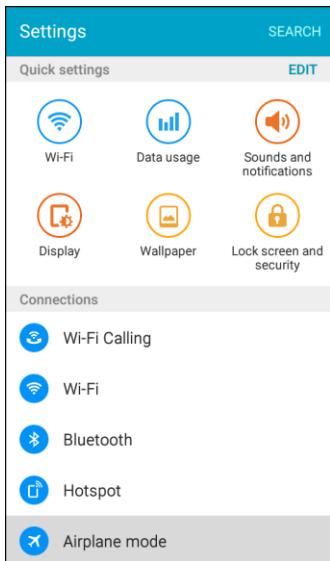 Settings
SEARCH
Quick settings
EDIT
Wi-Fi
Data usage
Sounds and
notifications
Display
Wallpaper
Lock screen and
security
Connections
Wi-Fi Calling
Wi-Fi
Bluetooth
Hotspot
Airplane mode